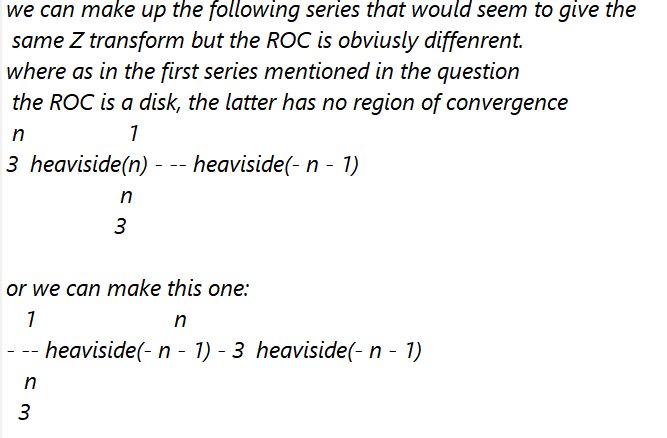 we can make up the following series that would seem to give the
same Z transform but the ROC is obviusly diffenrent.
where as in the first series mentioned in the question
the ROC is a disk, the latter has no region of convergence
n 1
3 heaviside(n) - -- heaviside(- n - 1)
n
3
or we can make this one:
1 n
- -- heaviside(- n - 1) - 3 heaviside(- n - 1)
n
3